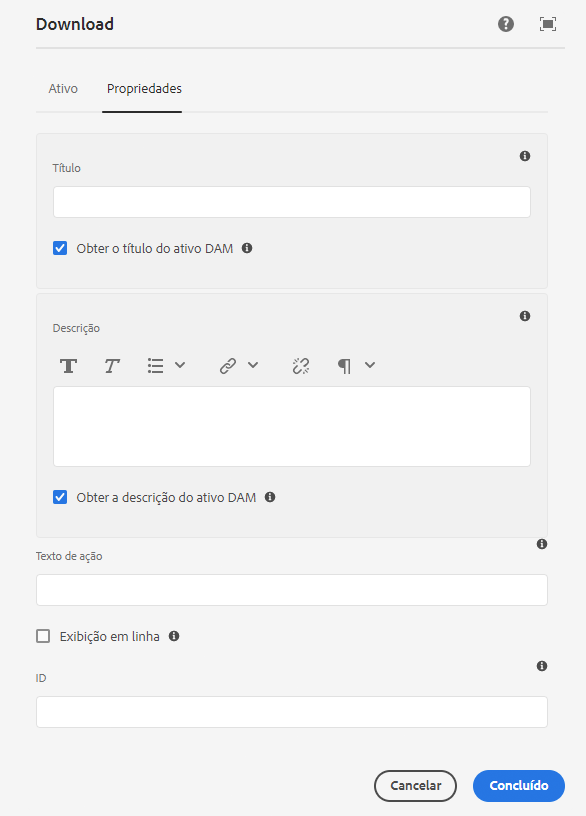 Download
Ativo Propriedades
Título
Obter o título do ativo DAM
Descrição
Obter a descrição do ativo DAM
Texto de ação
Exibição em linha
ID
Cancelar Concluído